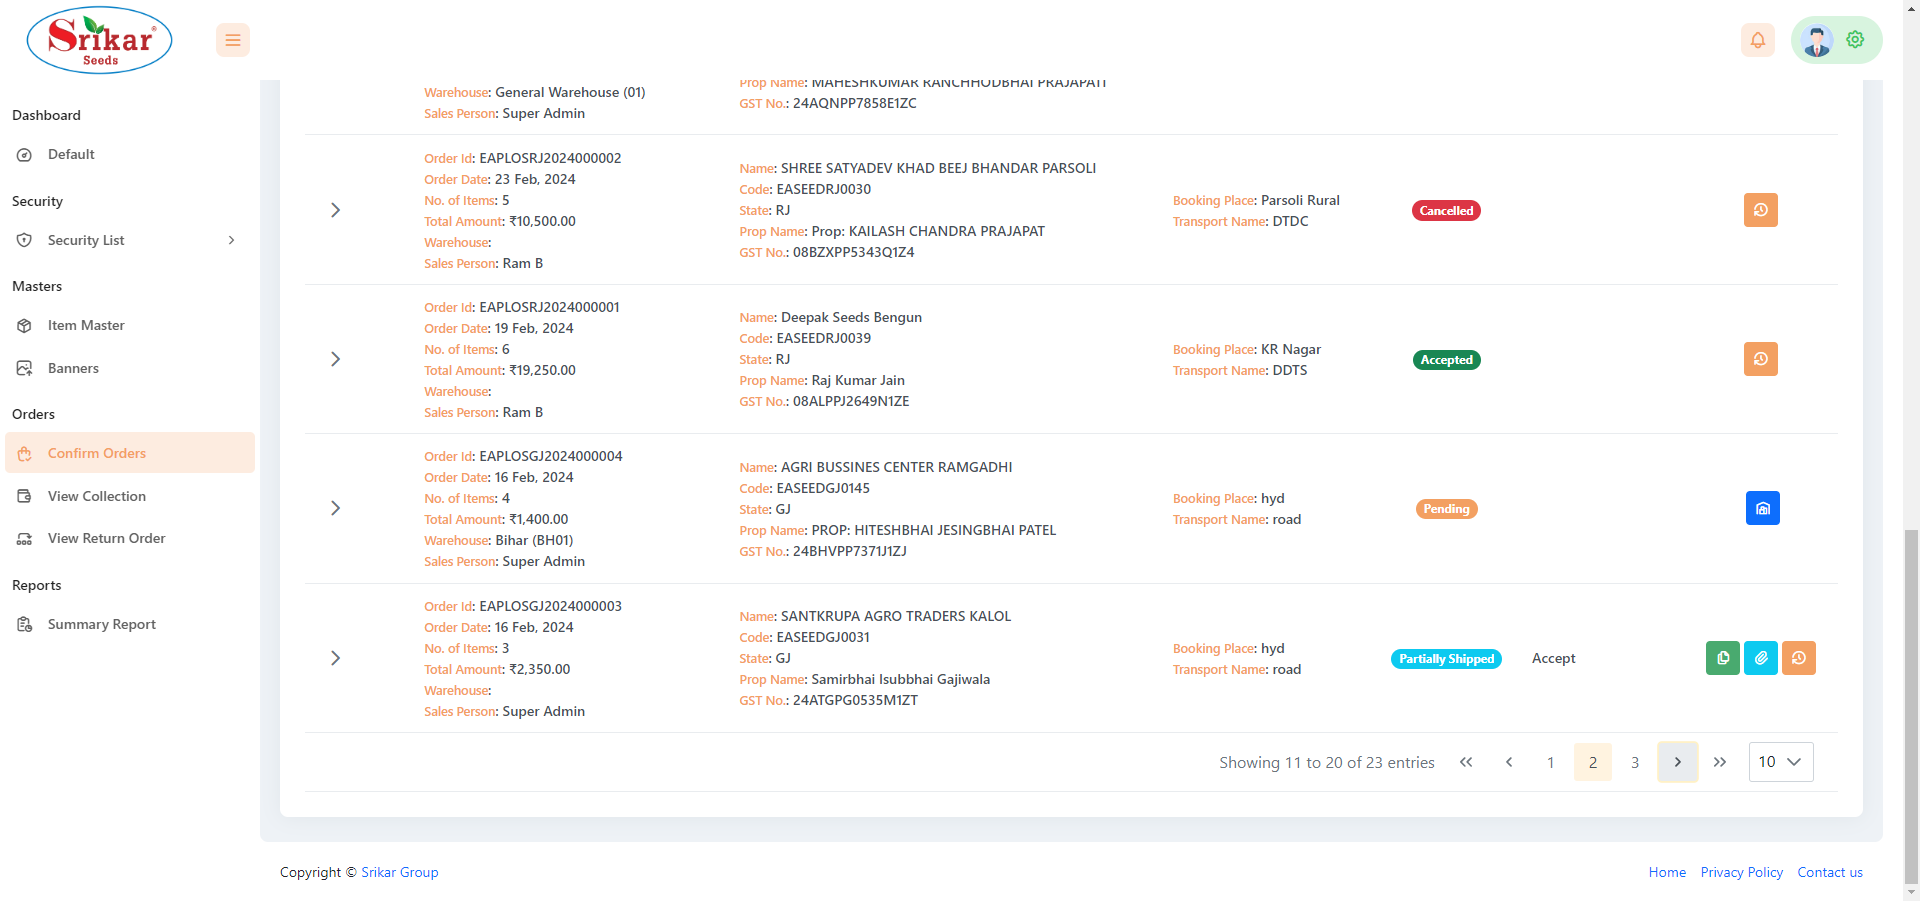 Srikar®
Seeds
Dashboard
Default
Security
Security List
Masters
Item Master
Banners
Orders
Confirm Orders
View Collection
View Return Order
Reports
Summary Report
Warehouse: General Warehouse (01)
Sales Person: Super Admin
Prop Name: MAHESHKUMAR RANCHHODBHAI PRAJAPATI
GST No.: 24AQNPP7858E1ZC
Order Id: EAPLOSRJ2024000002
Order Date: 23 Feb, 2024
No. of Items: 5
Total Amount: ₹10,500.00
Warehouse:
Sales Person: Ram B
Name: SHREE SATYADEV KHAD BEEJ BHANDAR PARSOLI
Code: EASEEDRJ0030
State: RJ
Prop Name: Prop: KAILASH CHANDRA PRAJAPAT
GST No.: 08BZXPP5343Q1Z4
Booking Place: Parsoli Rural
Transport Name: DTDC
Cancelled
Order Id: EAPLOSRJ2024000001
Order Date: 19 Feb, 2024
No. of Items: 6
Total Amount: ₹19,250.00
Warehouse:
Sales Person: Ram B
Name: Deepak Seeds Bengun
Code: EASEEDRJ0039
State: RJ
Prop Name: Raj Kumar Jain
GST No.: 08ALPPJ2649N1ZE
Booking Place: KR Nagar
Transport Name: DDTS
Accepted
Order Id: EAPLOSGJ2024000004
Order Date: 16 Feb, 2024
No. of Items: 4
Total Amount: ₹1,400.00
Warehouse: Bihar (BH01)
Sales Person: Super Admin
Name: AGRI BUSSINES CENTER RAMGADHI
Code: EASEEDGJ0145
State: GJ
Prop Name: PROP: HITESHBHAI JESINGBHAI PATEL
GST No.: 24BHVPP7371J1ZJ
Booking Place: hyd
Transport Name: road
Pending
Order Id: EAPLOSGJ2024000003
Order Date: 16 Feb, 2024
No. of Items: 3
Total Amount: ₹2,350.00
Warehouse:
Sales Person: Super Admin
Name: SANTKRUPA AGRO TRADERS KALOL
Code: EASEEDGJ0031
State: GJ
Prop Name: Samirbhai Isubbhai Gajiwala
GST No.: 24ATGPG0535M1ZT
Booking Place: hyd
Transport Name: road
Partially Shipped
Accept
Showing 11 to 20 of 23 entries « ‹ 1 2 3 › » 10
Copyright © Srikar Group
Home Privacy Policy Contact us